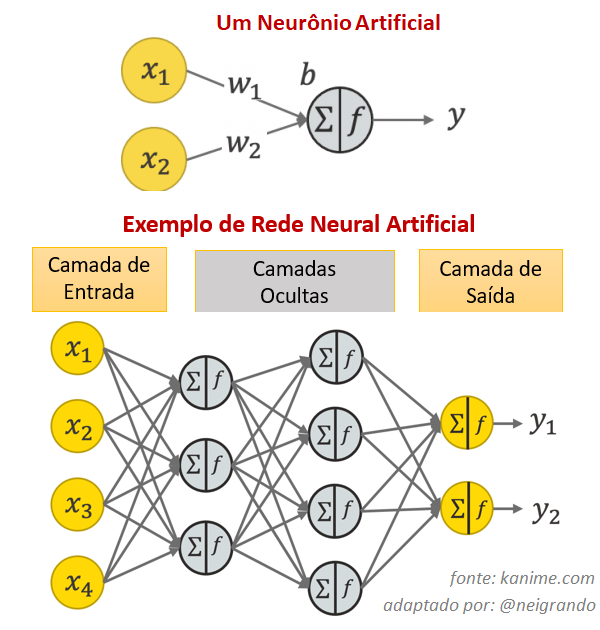 Um Neurônio Artificial
x₁ w₁ b
Σ f y
x₂ w₂
Exemplo de Rede Neural Artificial
Camada de
Entrada
Camadas
Ocultas
Camada de
Saída
x₁
x₂
x₃
x₄
Σ f
Σ f
Σ f
Σ f
Σ f
Σ f
Σ f
Σ f y₁
Σ f y₂
fonte: kanime.com
adaptado por: @neigrando